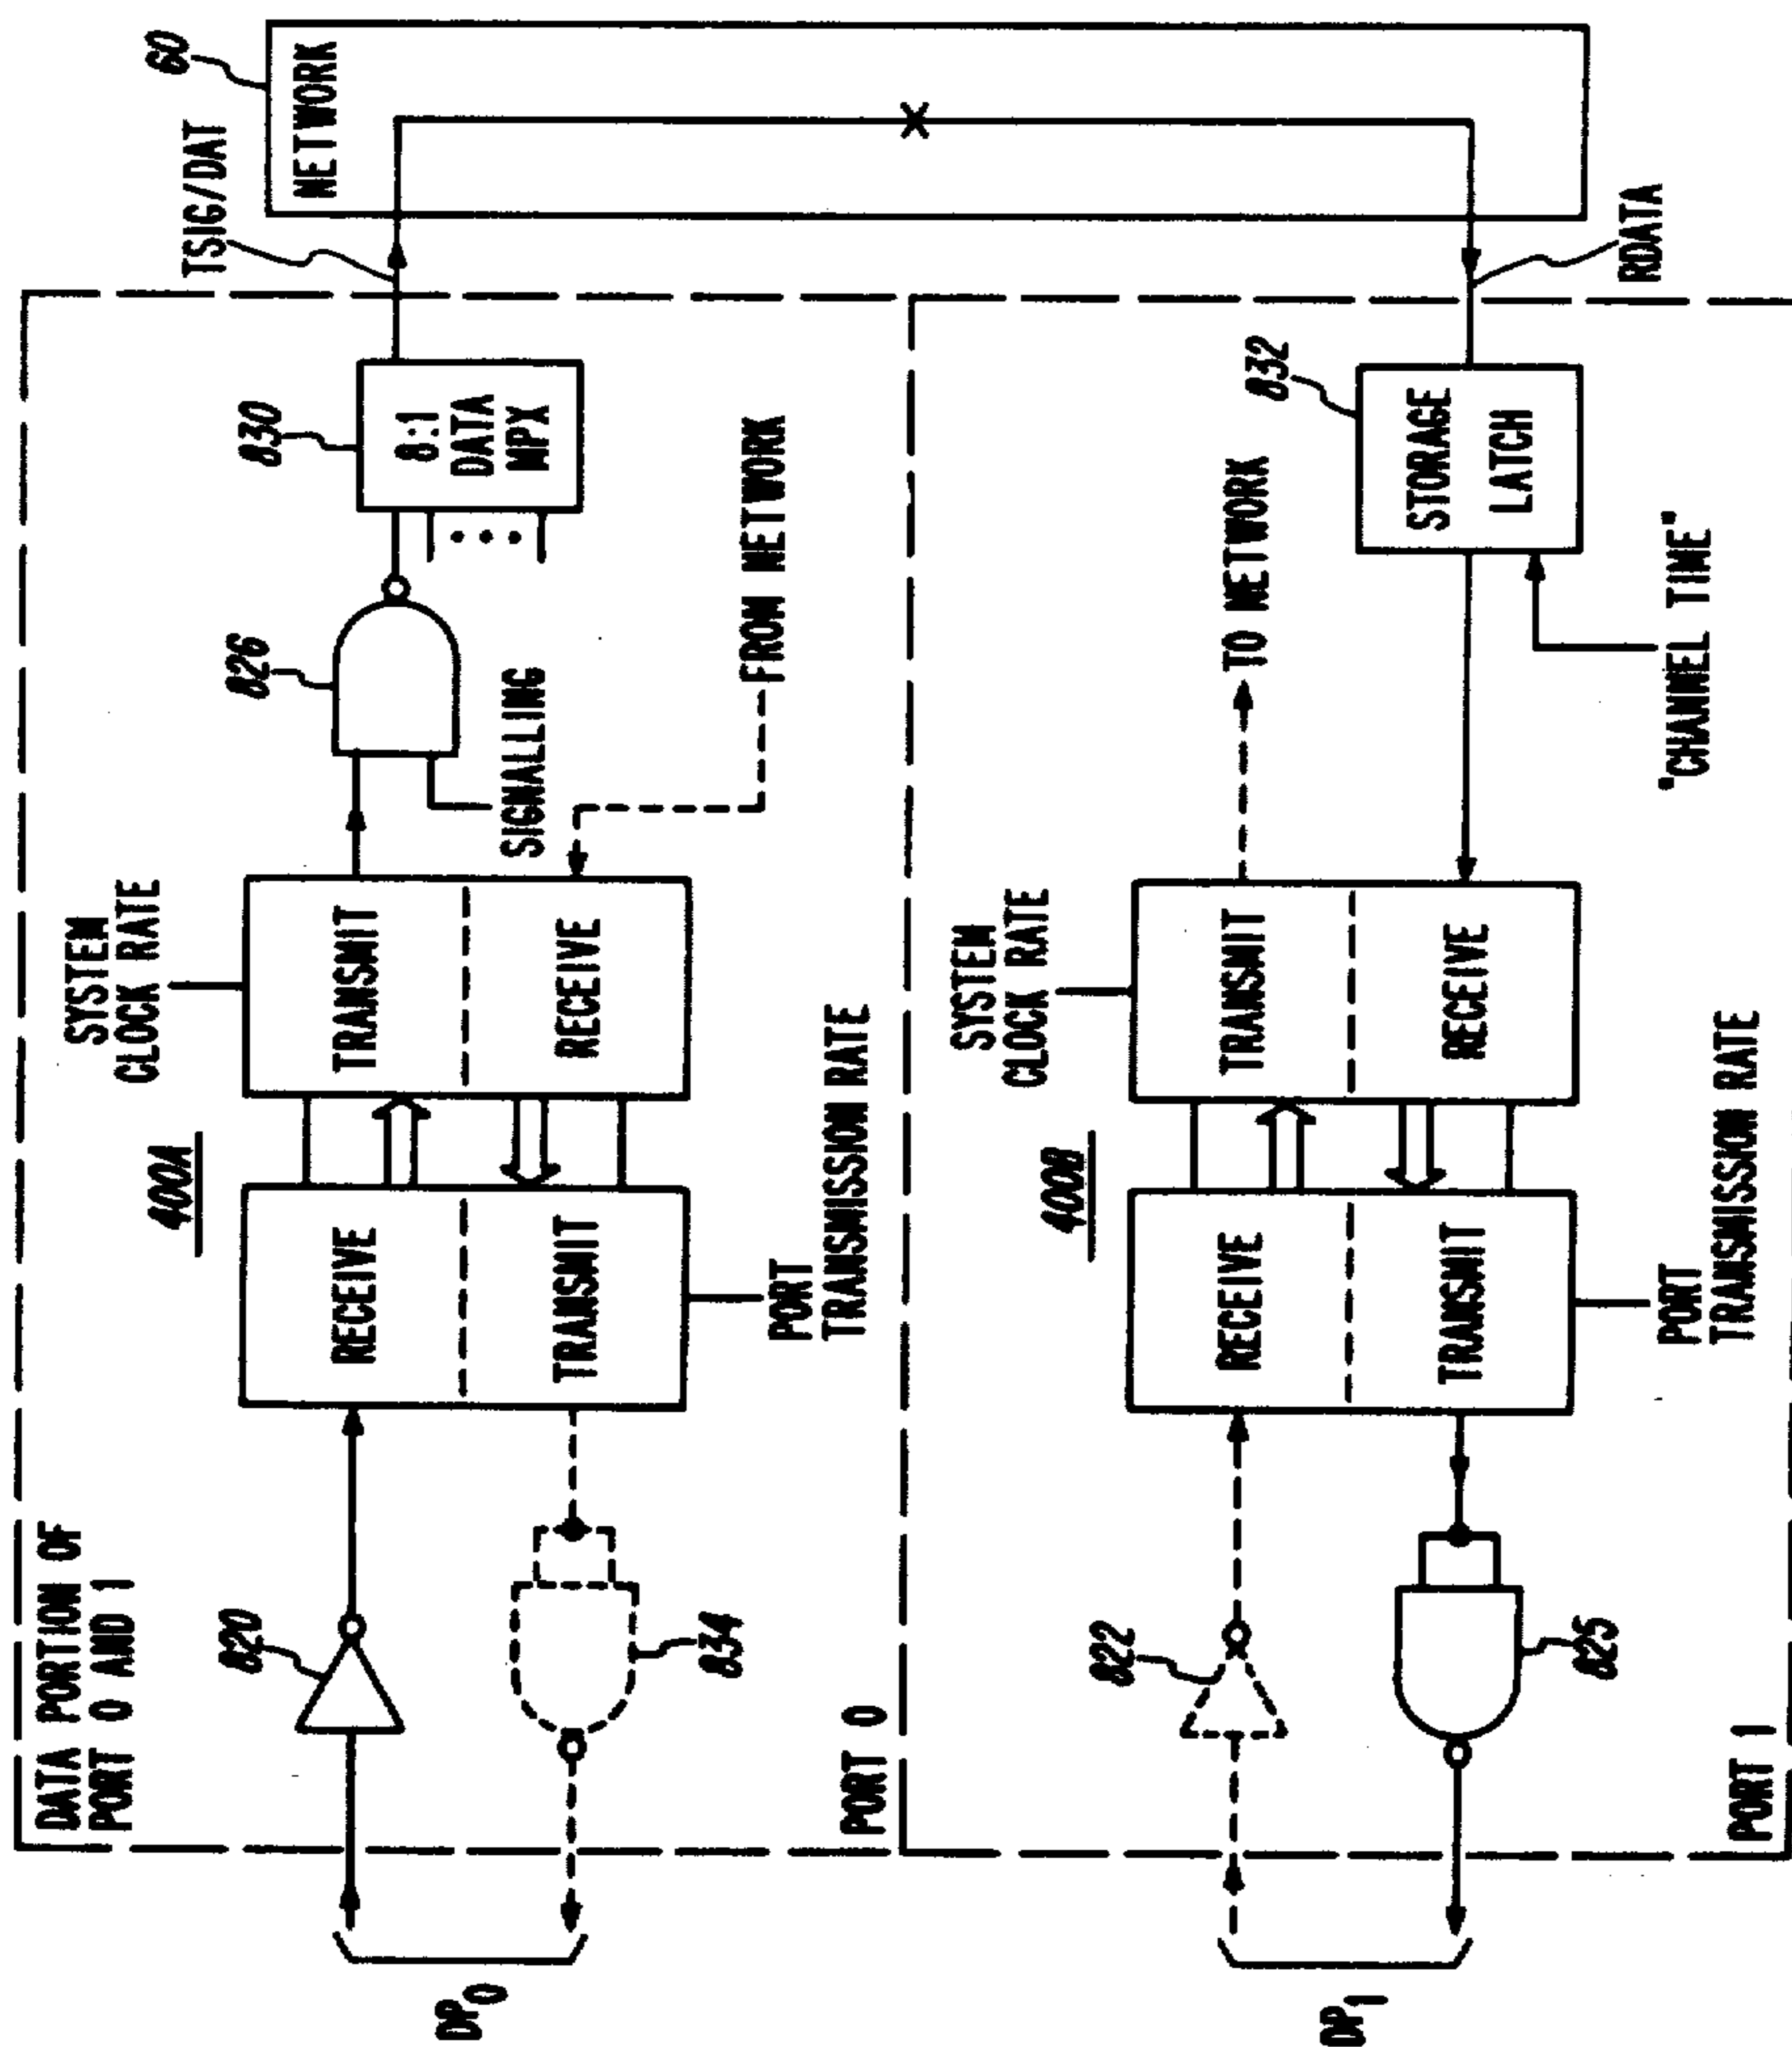 DATA PORTION OF
PORT 0 AND 1
820
400A
SYSTEM
CLOCK RATE
RECEIVE
TRANSMIT
TRANSMIT
RECEIVE
826
SIGNALLING
830
8:1
DATA
MPX
TSIG/DAT
60
NETWORK
834
PORT
TRANSMISSION RATE
FROM NETWORK
DP0
PORT 0
822
400B
SYSTEM
CLOCK RATE
RECEIVE
TRANSMIT
TRANSMIT
RECEIVE
TO NETWORK
832
STORAGE
LATCH
RDATA
825
PORT
TRANSMISSION RATE
"CHANNEL TIME"
DP1
PORT 1